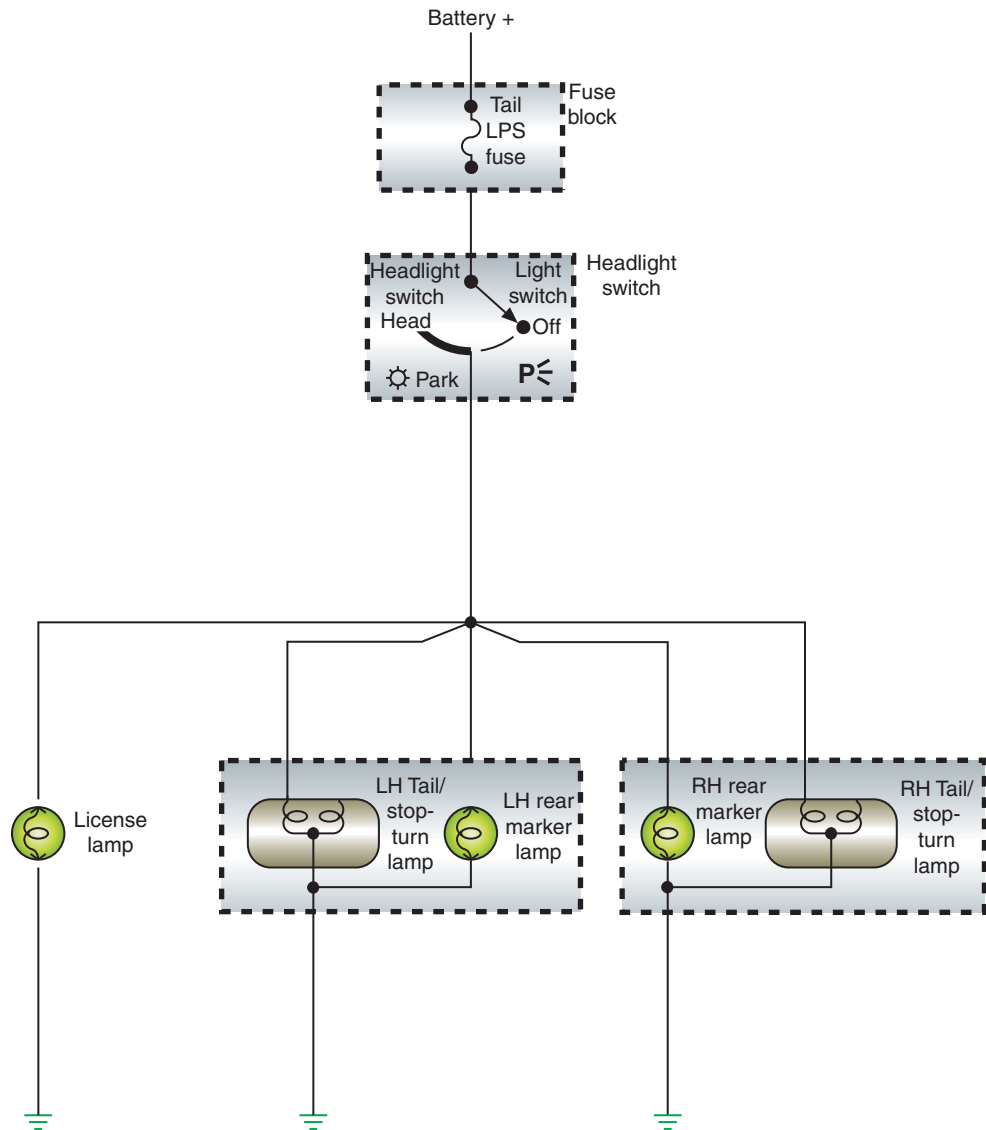 Battery +
Fuse
block
Tail
LPS
fuse
Headlight
switch
Light
switch
Headlight
switch
Head
Off
Park
P
License
lamp
LH Tail/
stop-
turn
lamp
LH rear
marker
lamp
RH rear
marker
lamp
RH Tail/
stop-
turn
lamp